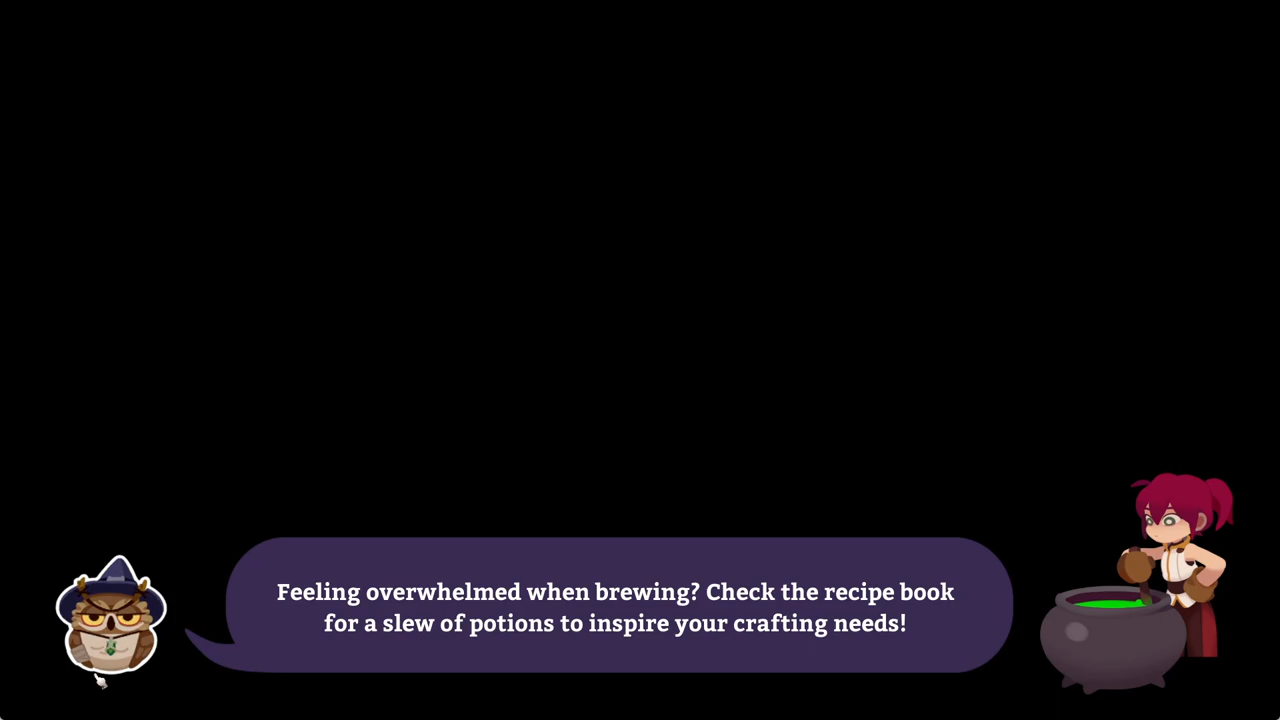 Feeling overwhelmed when brewing? Check the recipe book
for a slew of potions to inspire your crafting needs!